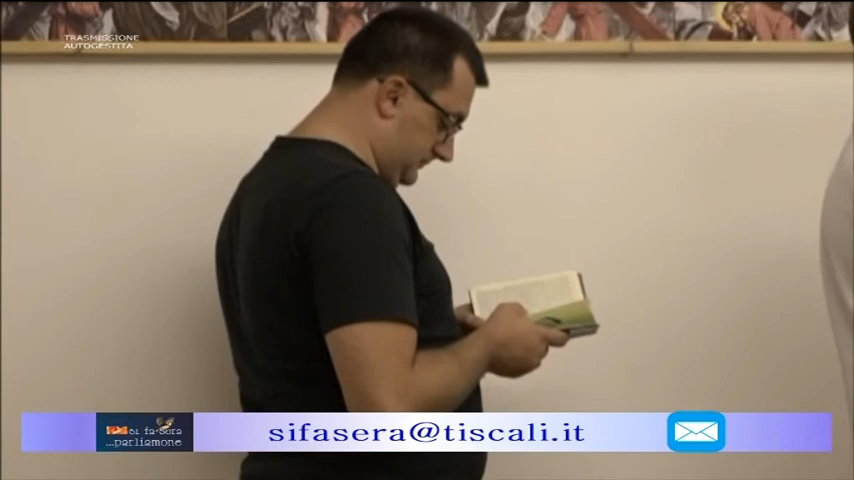 TRASMISSIONE
AUTOGESTITA
si fa sera
...parliamone
sifasera@tiscali.it